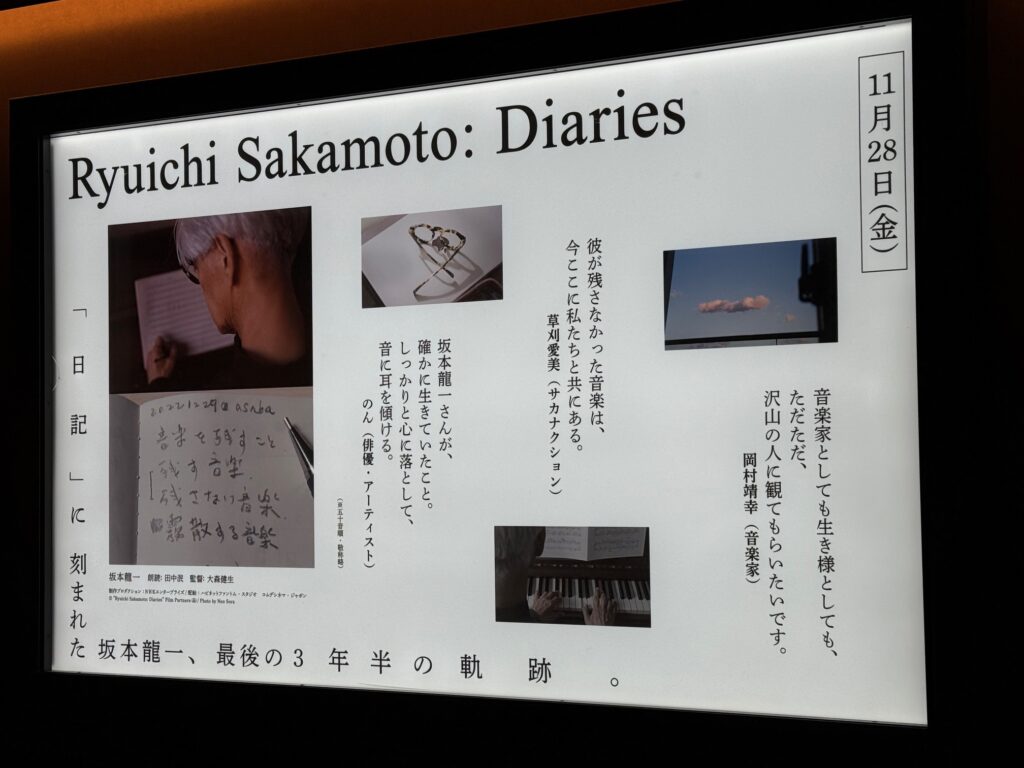 Ryuichi Sakamoto: Diaries
11月28日(金)
音楽家としても生き様としても、
ただただ、
沢山の人に観てもらいたいです。
岡村靖幸（音楽家）
彼が残さなかった音楽は、
今ここに私たちと共にある。
草刈愛美（サカナクション）
坂本龍一さんが、
確かに生きていたこと。
しっかりと心に落として、
音に耳を傾ける。
のん（俳優・アーティスト）
（※五十音順・敬称略）
音楽を残すこと
残す音楽
残さない音楽
霧散する音楽
坂本龍一　朗読: 田中泯　監督: 大森健生
「日記」に刻まれた坂本龍一、最後の3年半の軌跡。